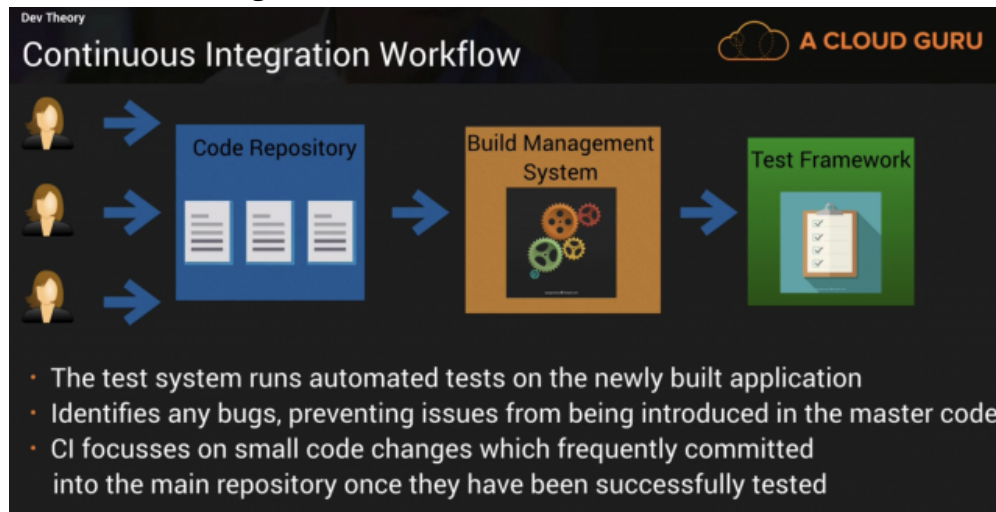 Dev Theory
Continuous Integration Workflow
A CLOUD GURU
Code Repository
Build Management
System
Test Framework
• The test system runs automated tests on the newly built application
• Identifies any bugs, preventing issues from being introduced in the master code
• CI focusses on small code changes which frequently committed
into the main repository once they have been successfully tested